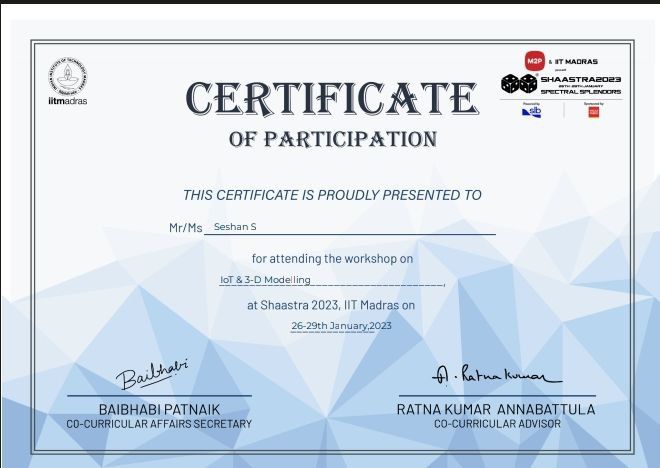 iitmadras
M2P & IIT MADRAS
present
SHAASTRA2023
26TH-29TH JANUARY
SPECTRAL SPLENDORS
Powered by
Sponsored by
CERTIFICATE
OF PARTICIPATION
THIS CERTIFICATE IS PROUDLY PRESENTED TO
Mr/Ms Seshan S
for attending the workshop on
IoT & 3-D Modelling
at Shaastra 2023, IIT Madras on
26-29th January,2023
Baibhabi
A. Ratna Kumar
BAIBHABI PATNAIK
CO-CURRICULAR AFFAIRS SECRETARY
RATNA KUMAR ANNABATTULA
CO-CURRICULAR ADVISOR